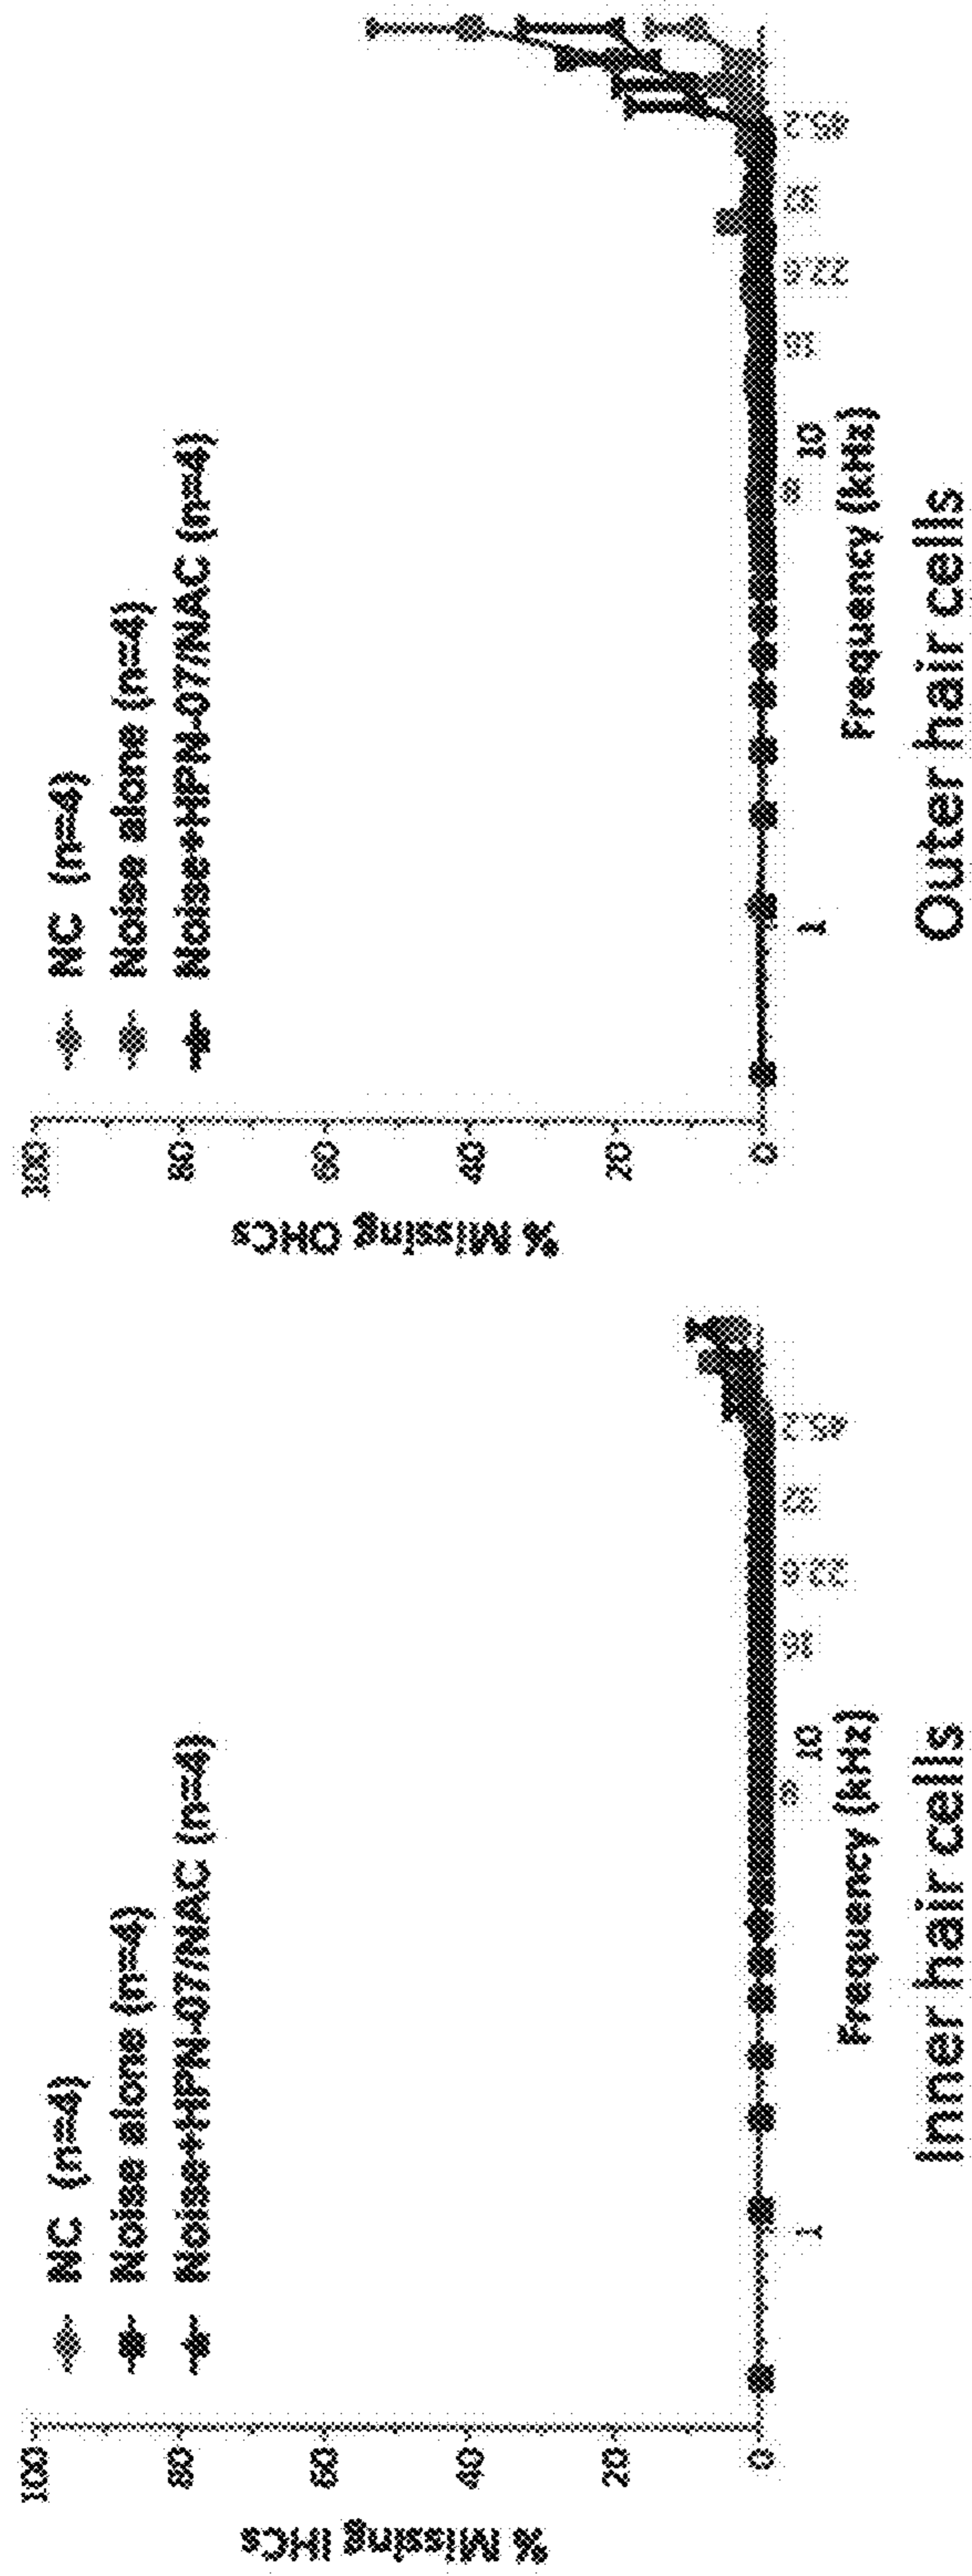 100
80
60
40
20
0
% Missing IHCs
NC (n=4)
Noise alone (n=4)
Noise+HPN-07/NAC (n=4)
1
8
10
16
22.6
32
45.2
Frequency (kHz)
Inner hair cells
100
80
60
40
20
0
% Missing OHCs
NC (n=4)
Noise alone (n=4)
Noise+HPN-07/NAC (n=4)
1
8
10
16
22.6
32
45.2
Frequency (kHz)
Outer hair cells